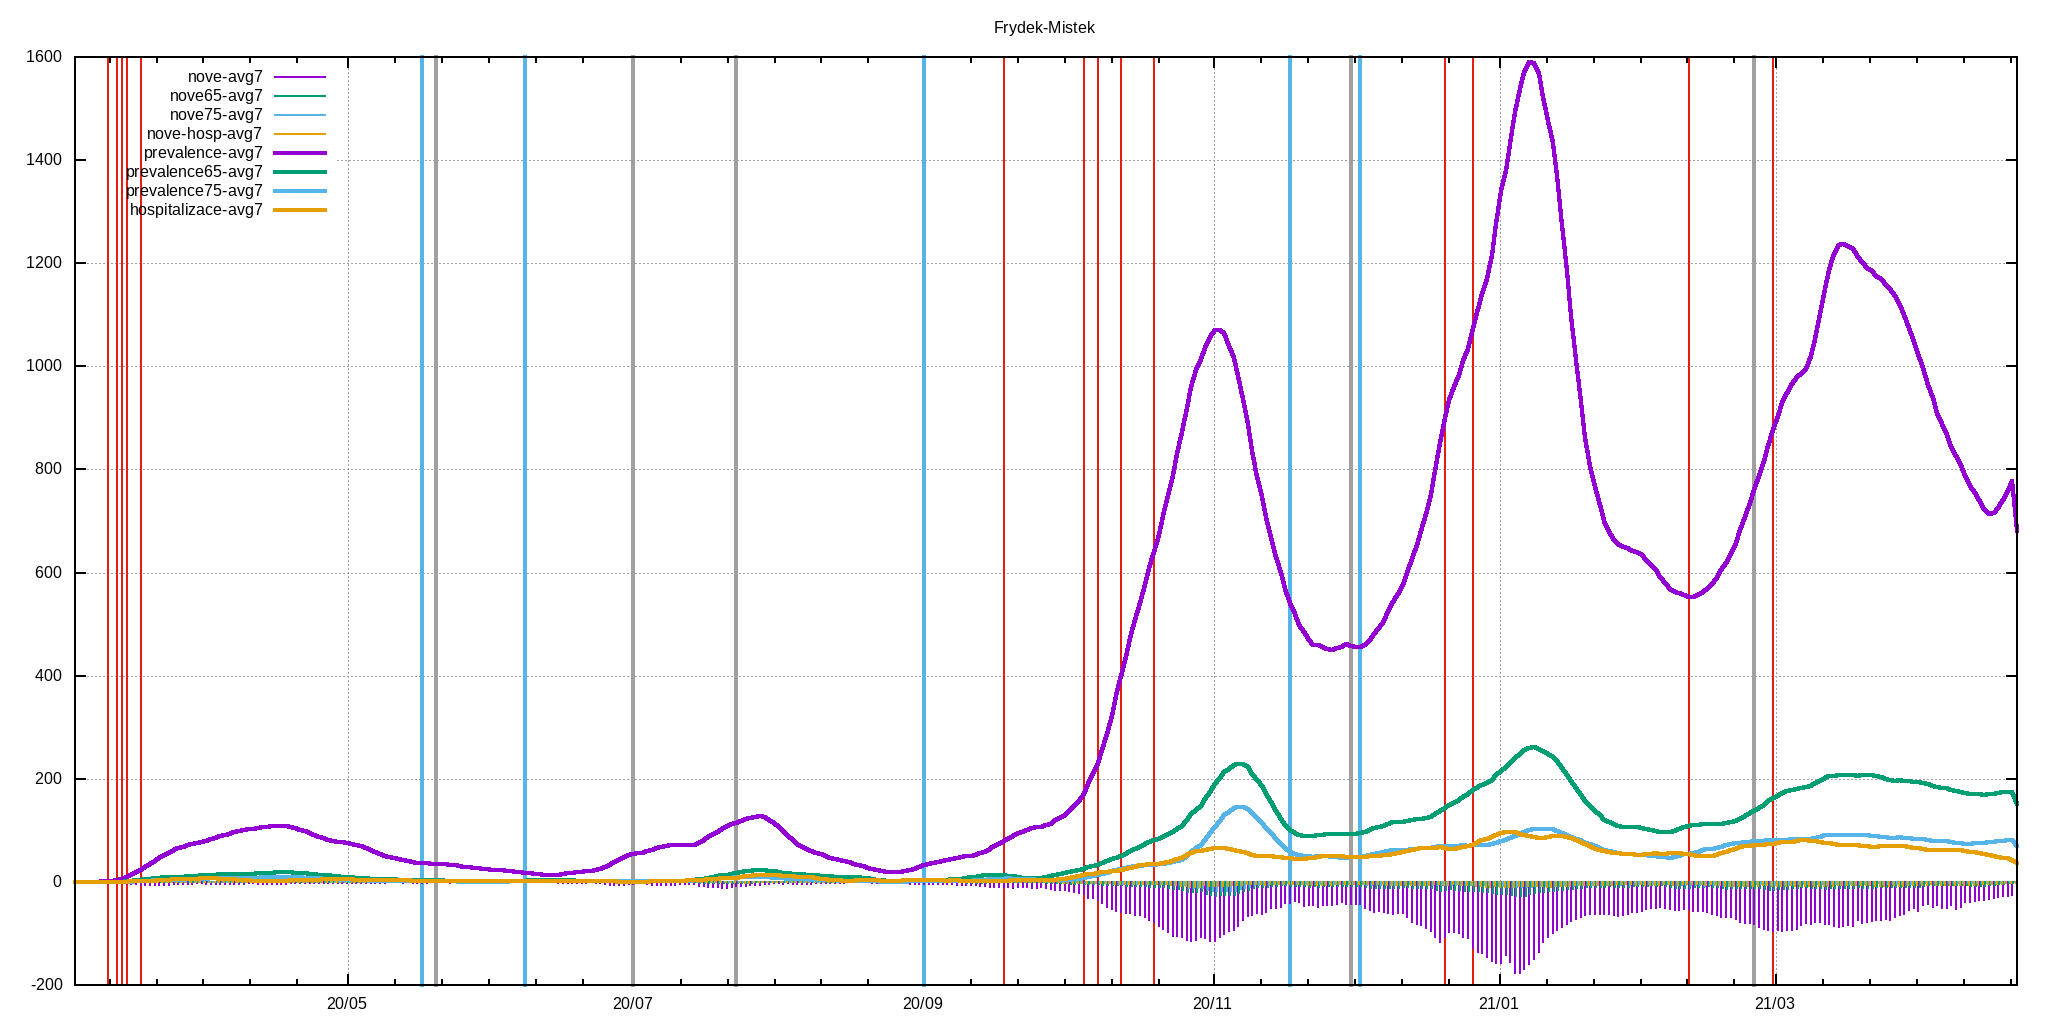 Frydek-Mistek
1600
1400
1200
1000
800
600
400
200
0
-200
nove-avg7
nove65-avg7
nove75-avg7
nove-hosp-avg7
prevalence-avg7
prevalence65-avg7
prevalence75-avg7
hospitalizace-avg7
20/05 20/07 20/09 20/11 21/01 21/03